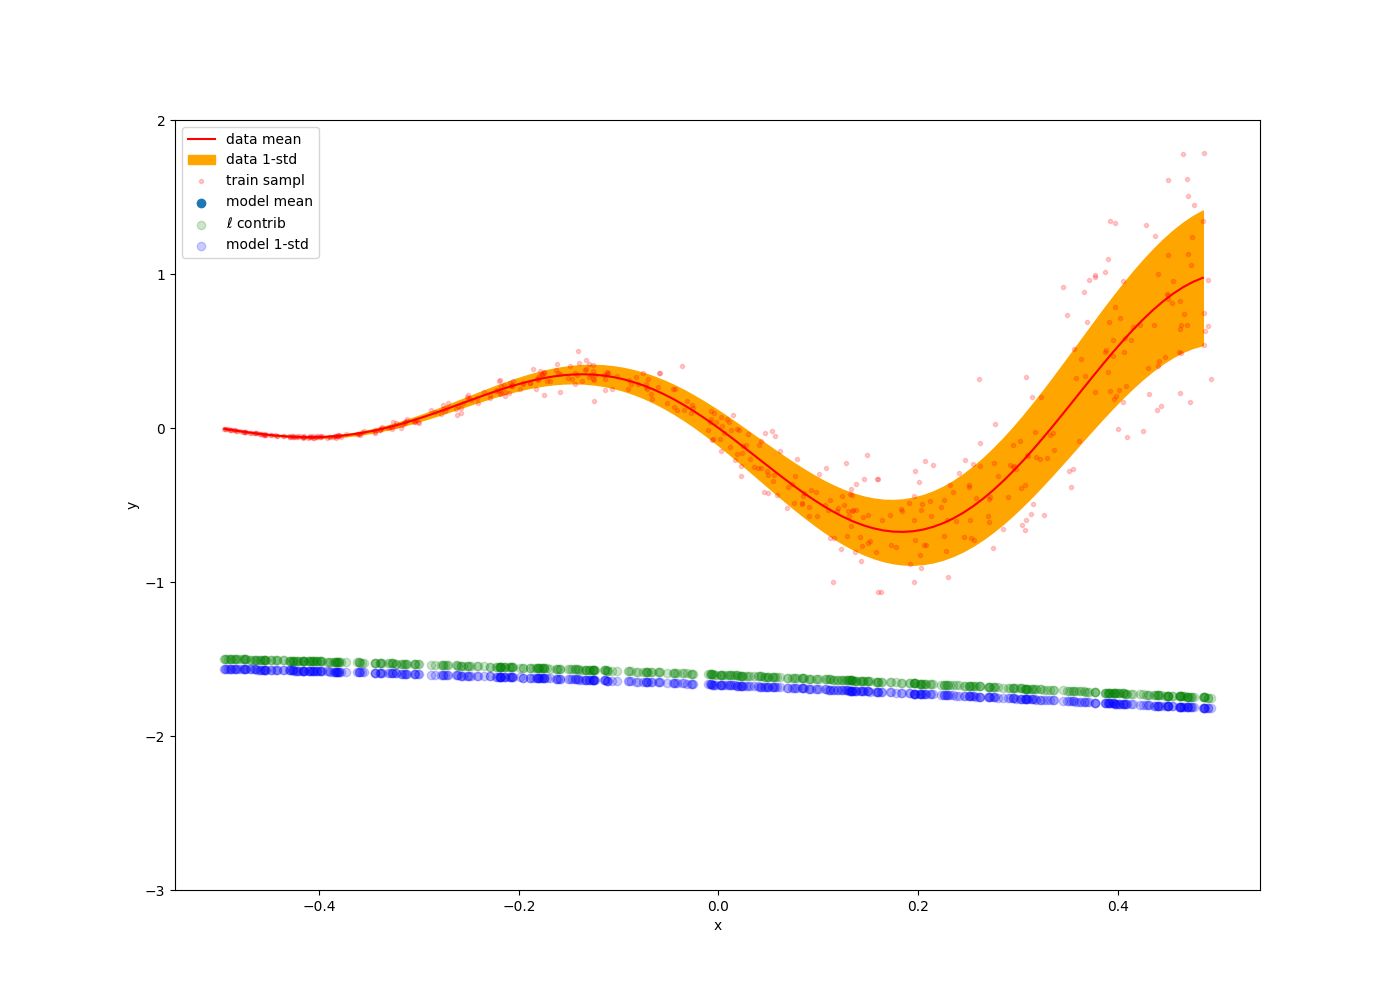 data mean
data 1-std
train sampl
model mean
ℓ contrib
model 1-std
2
1
0
−1
−2
−3
y
−0.4
−0.2
0.0
0.2
0.4
x